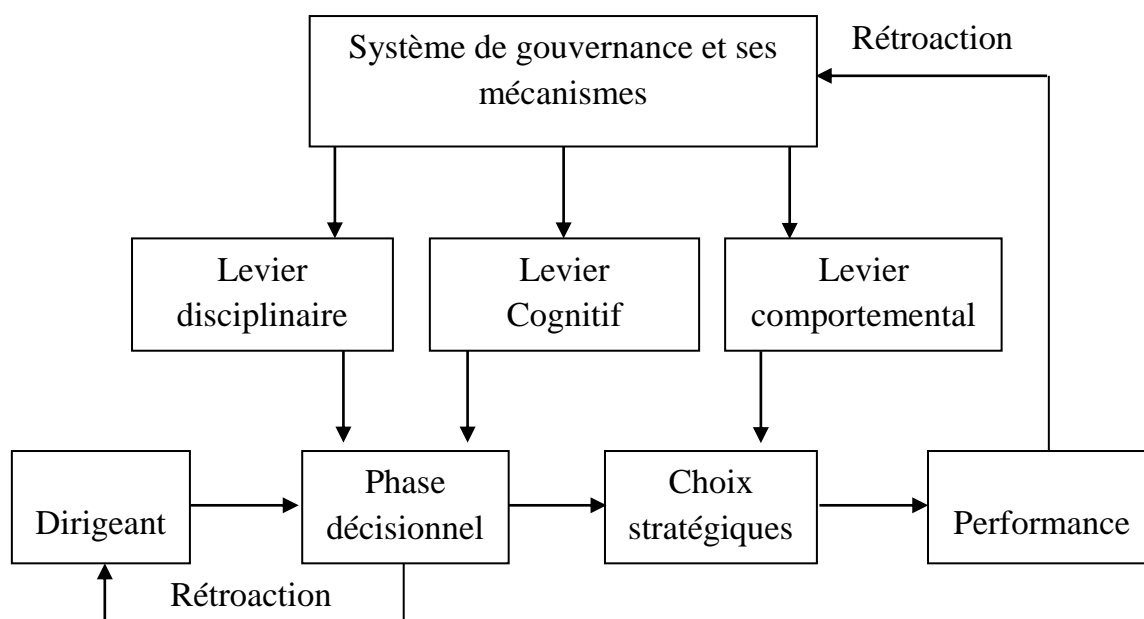 Système de gouvernance et ses
mécanismes
Rétroaction
Levier
disciplinaire
Levier
Cognitif
Levier
comportemental
Dirigeant
Phase
décisionnel
Choix
stratégiques
Performance
Rétroaction